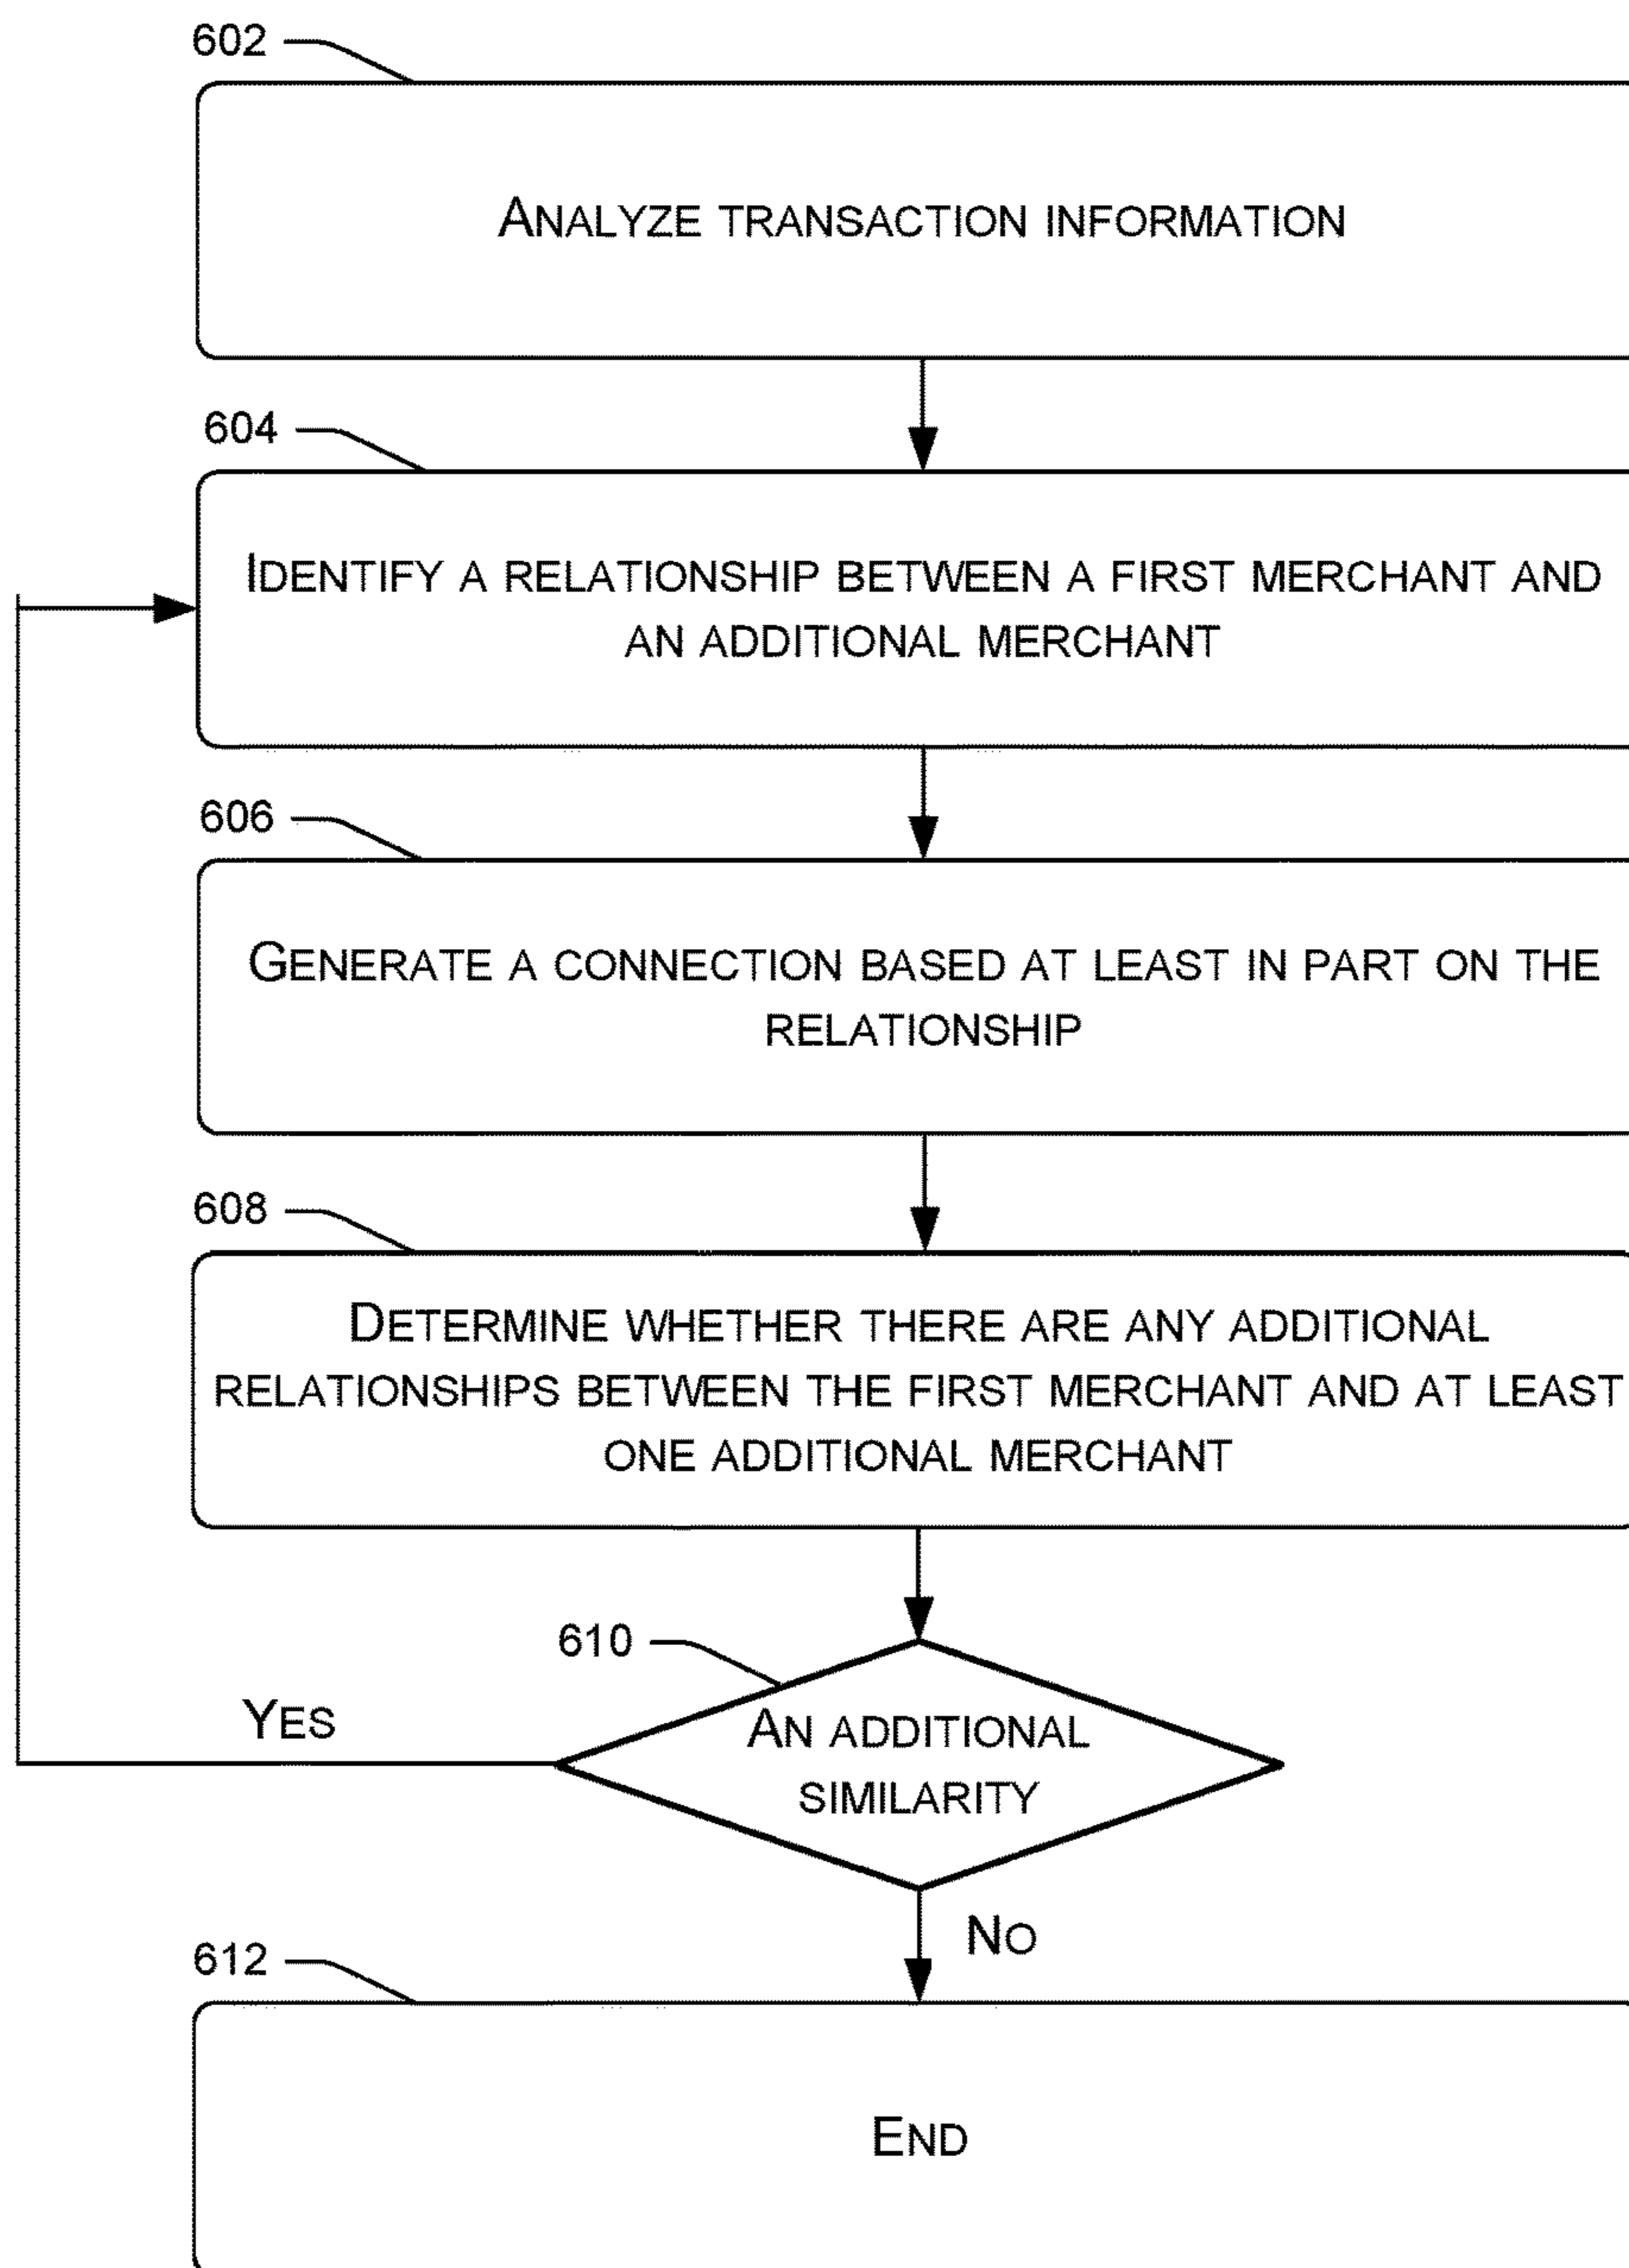 602
ANALYZE TRANSACTION INFORMATION
604
IDENTIFY A RELATIONSHIP BETWEEN A FIRST MERCHANT AND
AN ADDITIONAL MERCHANT
606
GENERATE A CONNECTION BASED AT LEAST IN PART ON THE
RELATIONSHIP
608
DETERMINE WHETHER THERE ARE ANY ADDITIONAL
RELATIONSHIPS BETWEEN THE FIRST MERCHANT AND AT LEAST
ONE ADDITIONAL MERCHANT
610
AN ADDITIONAL
SIMILARITY
YES
NO
612
END